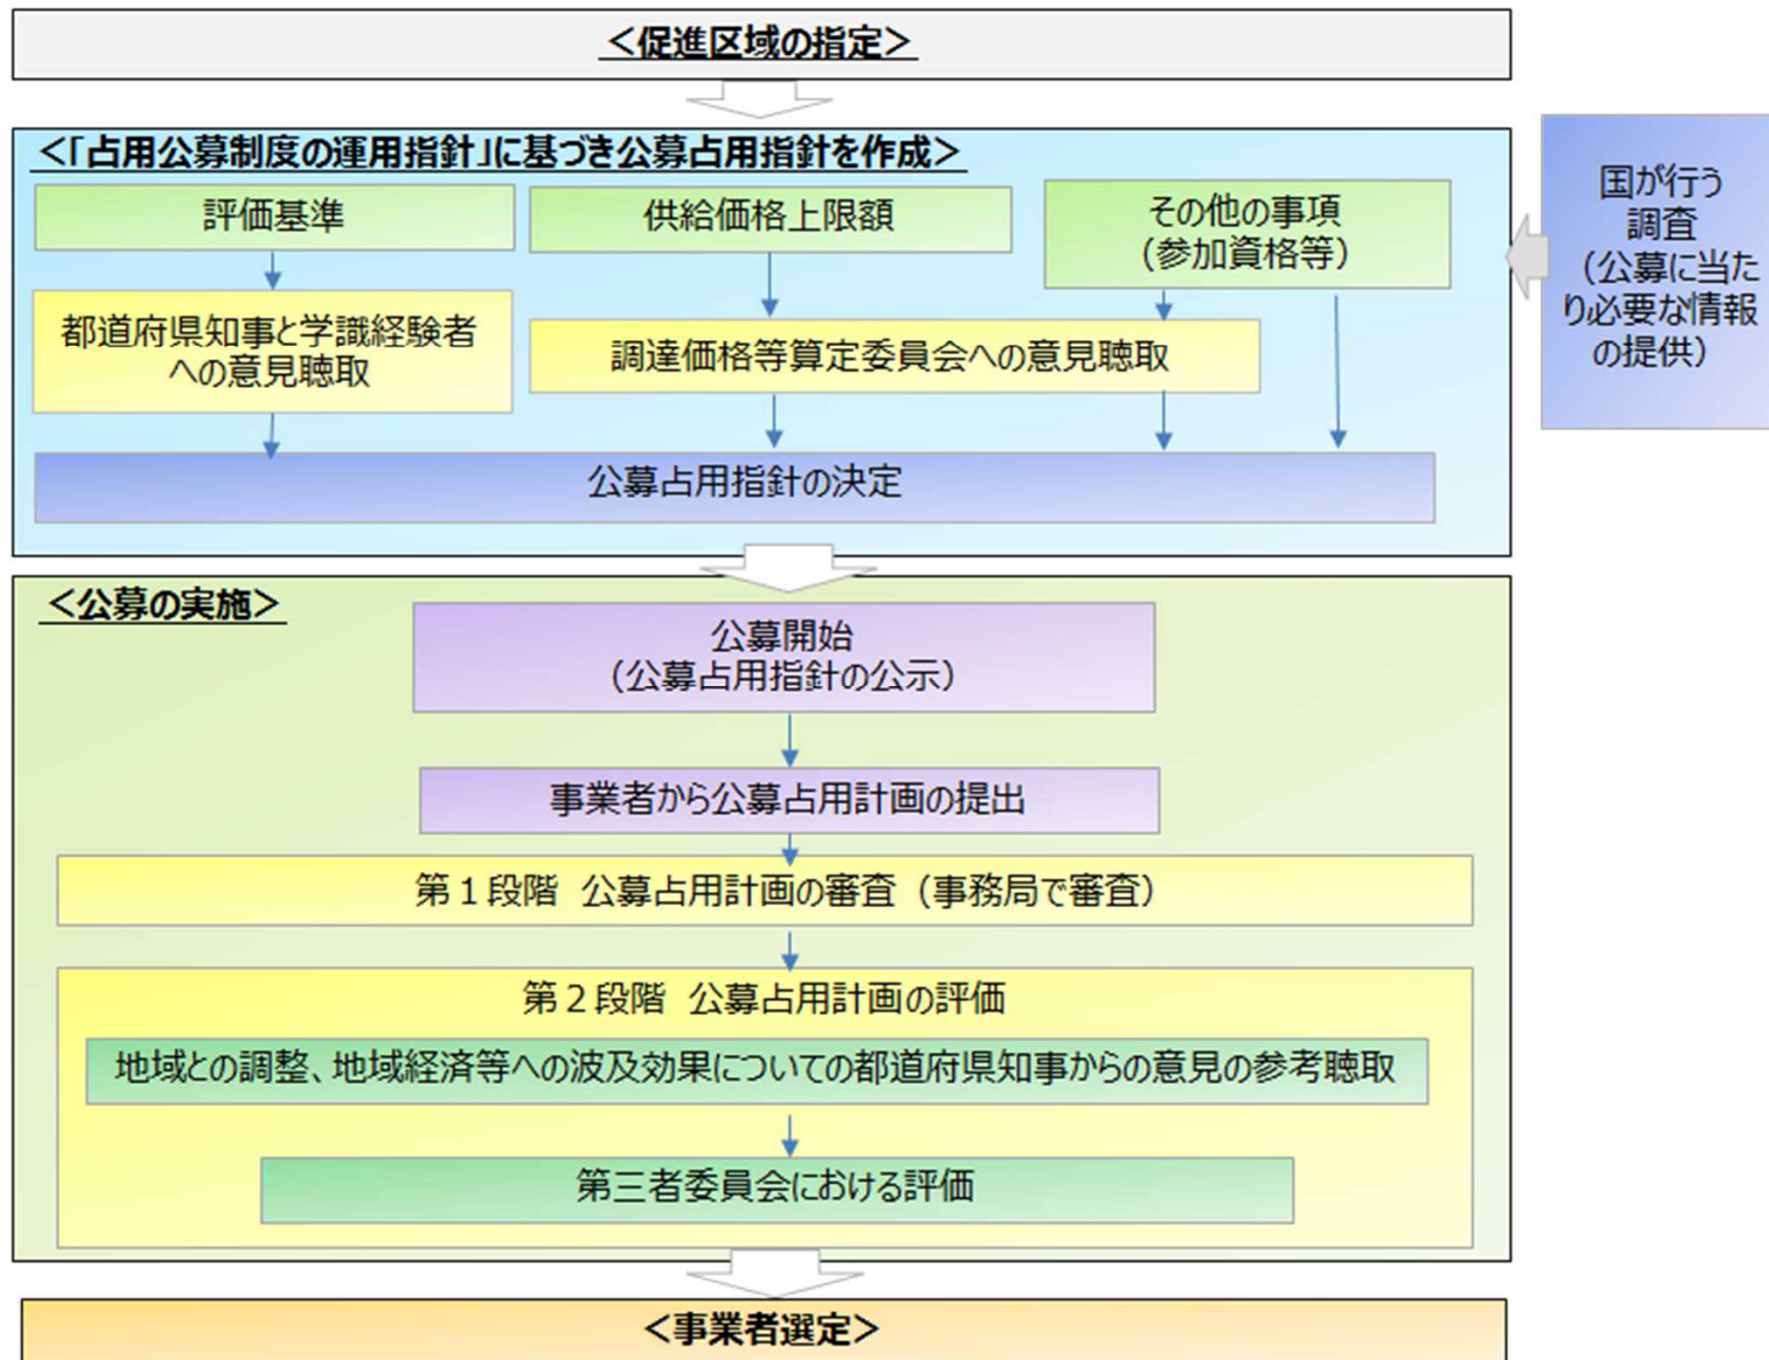 <促進区域の指定>
<「占用公募制度の運用指針」に基づき公募占用指針を作成>
評価基準
供給価格上限額
その他の事項
(参加資格等)
都道府県知事と学識経験者
への意見聴取
調達価格等算定委員会への意見聴取
公募占用指針の決定
国が行う
調査
(公募に当た
り必要な情報
の提供)
<公募の実施>
公募開始
(公募占用指針の公示)
事業者から公募占用計画の提出
第1段階 公募占用計画の審査(事務局で審査)
第2段階 公募占用計画の評価
地域との調整、地域経済等への波及効果についての都道府県知事からの意見の参考聴取
第三者委員会における評価
<事業者選定>